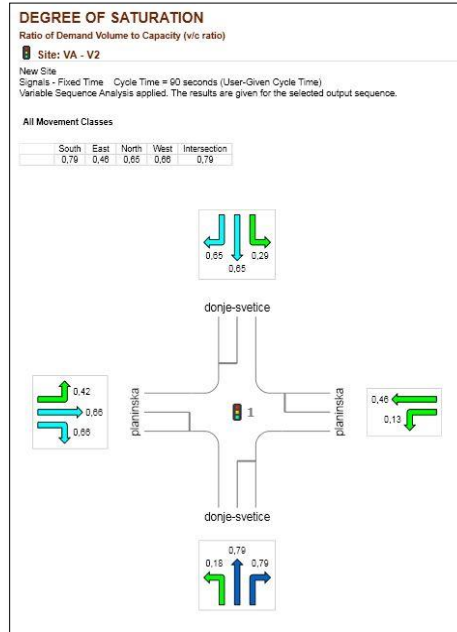 DEGREE OF SATURATION
Ratio of Demand Volume to Capacity (v/c ratio)
Site: VA - V2
New Site
Signals - Fixed Time Cycle Time = 90 seconds (User-Given Cycle Time)
Variable Sequence Analysis applied. The results are given for the selected output sequence.
All Movement Classes
South East North West Intersection
0,79 0,46 0,65 0,66 0,79
0,65 0,29
0,65
donje-svetice
0,42
0,66
0,66
planinska
1
planinska
0,46
0,13
donje-svetice
0,79
0,18 0,79